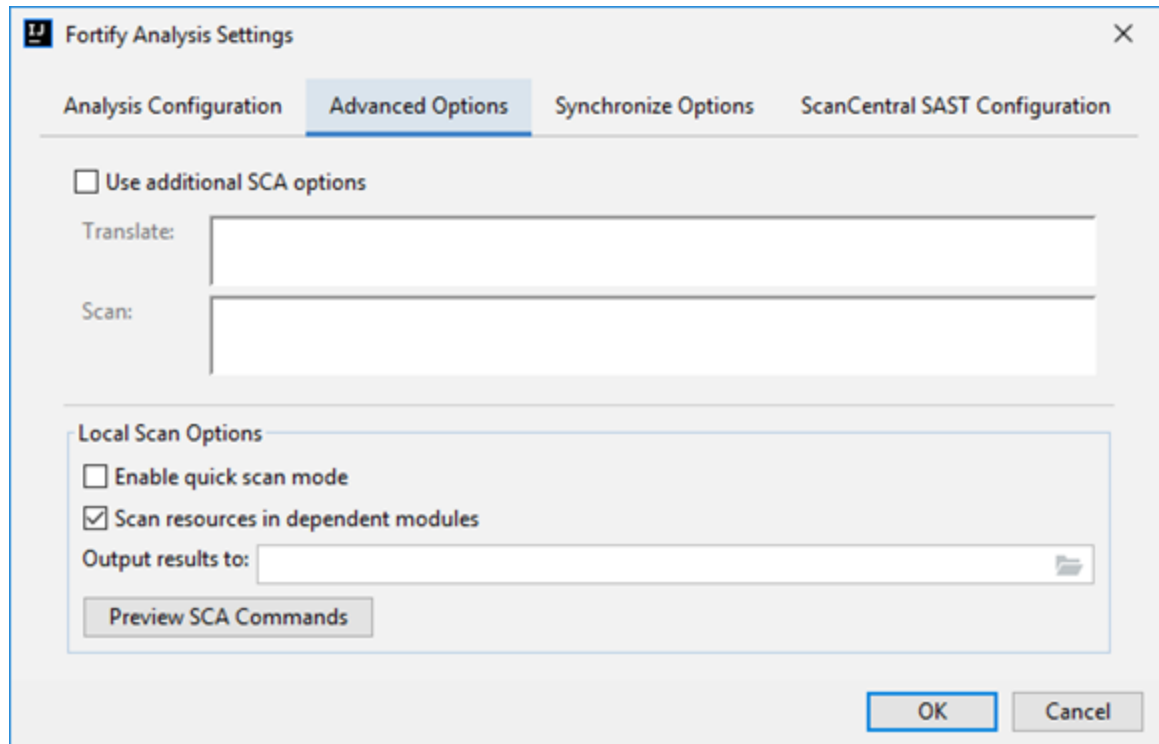 Fortify Analysis Settings
Analysis Configuration Advanced Options Synchronize Options ScanCentral SAST Configuration
Use additional SCA options
Translate:
Scan:
Local Scan Options
Enable quick scan mode
Scan resources in dependent modules
Output results to:
Preview SCA Commands
OK Cancel